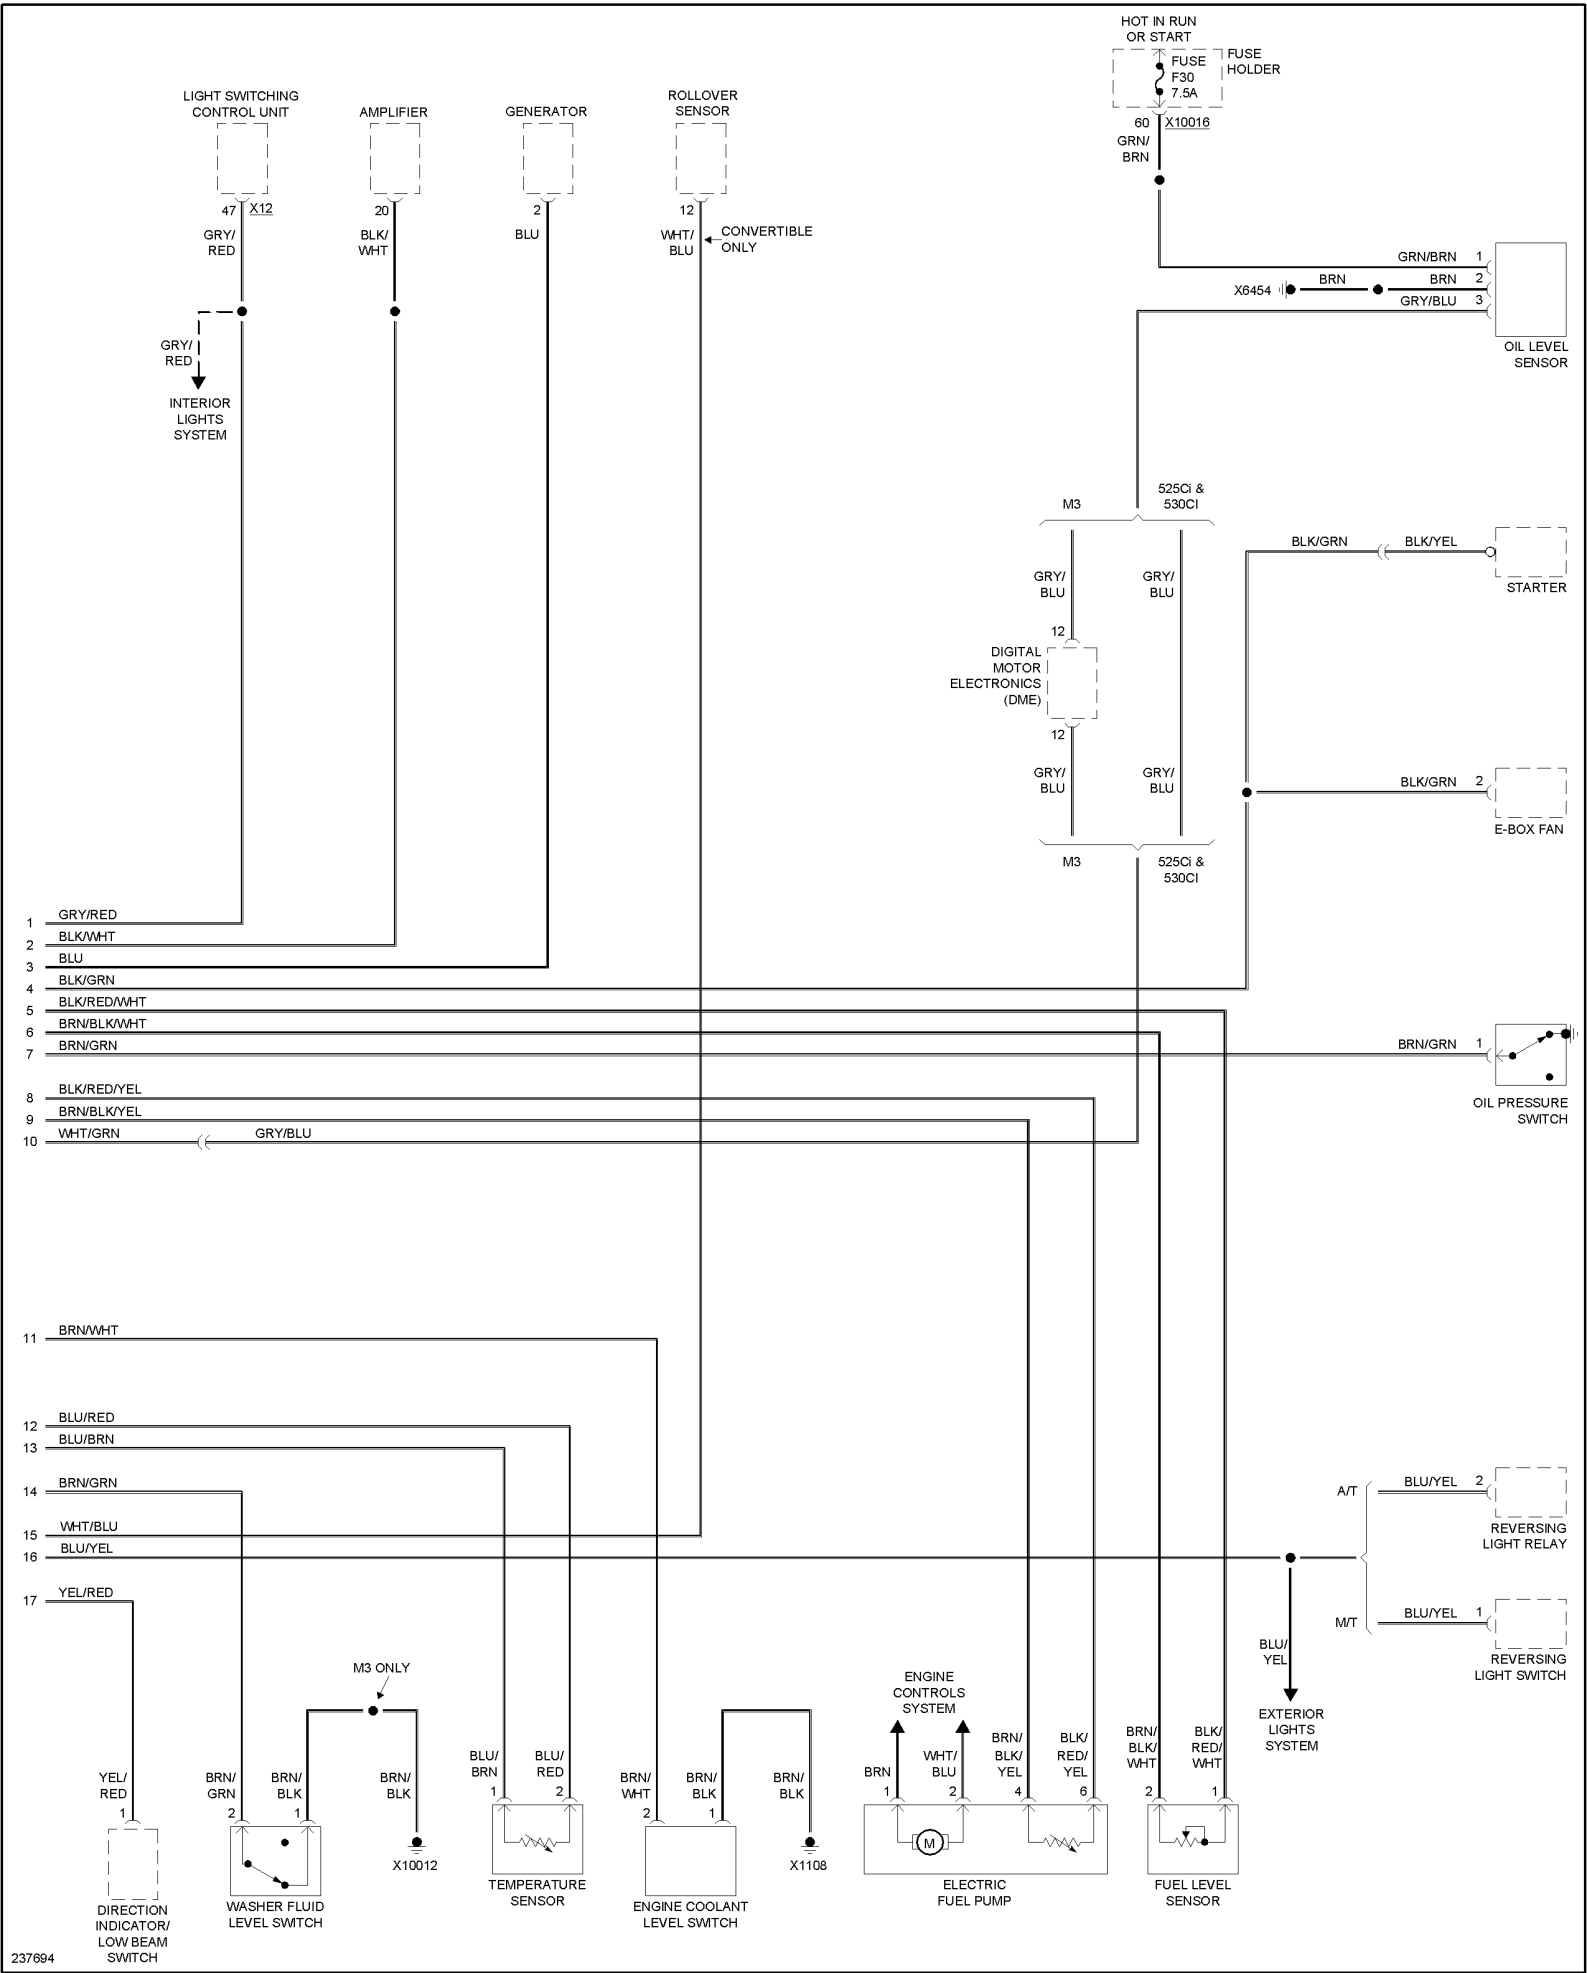 HOT IN RUN
OR START
FUSE
HOLDER
FUSE
F30
7.5A
60 X10016
GRN/
BRN
LIGHT SWITCHING
CONTROL UNIT
AMPLIFIER
GENERATOR
ROLLOVER
SENSOR
47 X12
20
2
12
GRY/
RED
BLK/
WHT
BLU
WHT/
BLU
CONVERTIBLE
ONLY
GRY/
RED
INTERIOR
LIGHTS
SYSTEM
GRN/BRN 1
X6454 BRN BRN 2
GRY/BLU 3
OIL LEVEL
SENSOR
M3
525Ci &
530CI
GRY/
BLU
GRY/
BLU
12
DIGITAL
MOTOR
ELECTRONICS
(DME)
12
GRY/
BLU
GRY/
BLU
M3
525Ci &
530CI
BLK/GRN BLK/YEL
STARTER
BLK/GRN 2
E-BOX FAN
1 GRY/RED
2 BLK/WHT
3 BLU
4 BLK/GRN
5 BLK/RED/WHT
6 BRN/BLK/WHT
7 BRN/GRN
BRN/GRN 1
OIL PRESSURE
SWITCH
8 BLK/RED/YEL
9 BRN/BLK/YEL
10 WHT/GRN GRY/BLU
11 BRN/WHT
12 BLU/RED
13 BLU/BRN
14 BRN/GRN
15 WHT/BLU
16 BLU/YEL
17 YEL/RED
A/T
BLU/YEL 2
REVERSING
LIGHT RELAY
M/T
BLU/YEL 1
REVERSING
LIGHT SWITCH
BLU/
YEL
EXTERIOR
LIGHTS
SYSTEM
M3 ONLY
ENGINE
CONTROLS
SYSTEM
YEL/
RED
1
BRN/
GRN
2
BRN/
BLK
1
BRN/
BLK
X10012
BLU/
BRN
1
BLU/
RED
2
BRN/
WHT
2
BRN/
BLK
1
BRN/
BLK
X1108
BRN
1
WHT/
BLU
2
BRN/
BLK/
YEL
4
BLK/
RED/
YEL
6
BRN/
BLK/
WHT
2
BLK/
RED/
WHT
1
M
DIRECTION
INDICATOR/
LOW BEAM
SWITCH
WASHER FLUID
LEVEL SWITCH
TEMPERATURE
SENSOR
ENGINE COOLANT
LEVEL SWITCH
ELECTRIC
FUEL PUMP
FUEL LEVEL
SENSOR
237694